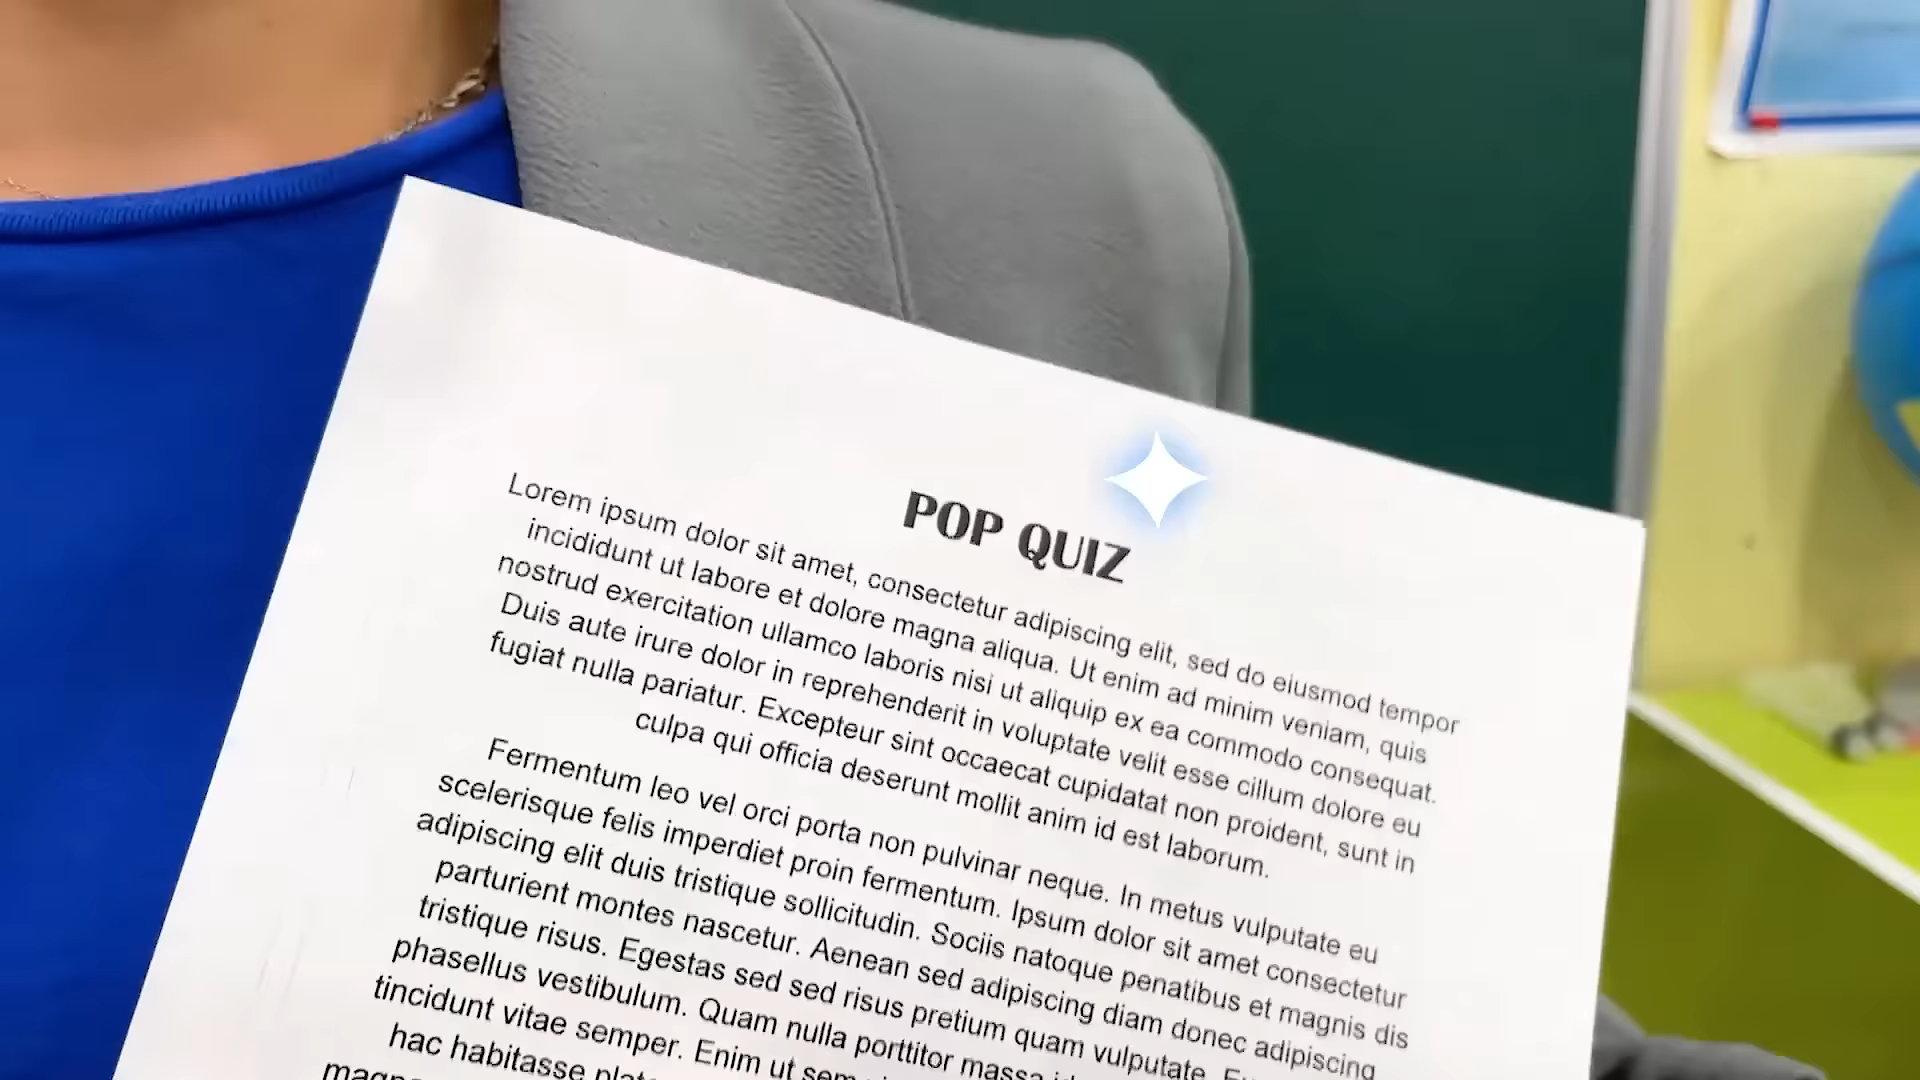 POP QUIZ
Lorem ipsum dolor sit amet, consectetur adipiscing elit, sed do eiusmod tempor
incididunt ut labore et dolore magna aliqua. Ut enim ad minim veniam, quis
nostrud exercitation ullamco laboris nisi ut aliquip ex ea commodo consequat.
Duis aute irure dolor in reprehenderit in voluptate velit esse cillum dolore eu
fugiat nulla pariatur. Excepteur sint occaecat cupidatat non proident, sunt in
culpa qui officia deserunt mollit anim id est laborum.
Fermentum leo vel orci porta non pulvinar neque. In metus vulputate eu
scelerisque felis imperdiet proin fermentum. Ipsum dolor sit amet consectetur
adipiscing elit duis tristique sollicitudin. Sociis natoque penatibus et magnis dis
parturient montes nascetur. Aenean sed adipiscing diam donec adipiscing
tristique risus. Egestas sed sed risus pretium quam vulputate.
phasellus vestibulum. Quam nulla porttitor massa
tincidunt vitae semper. Enim ut
hac habitasse